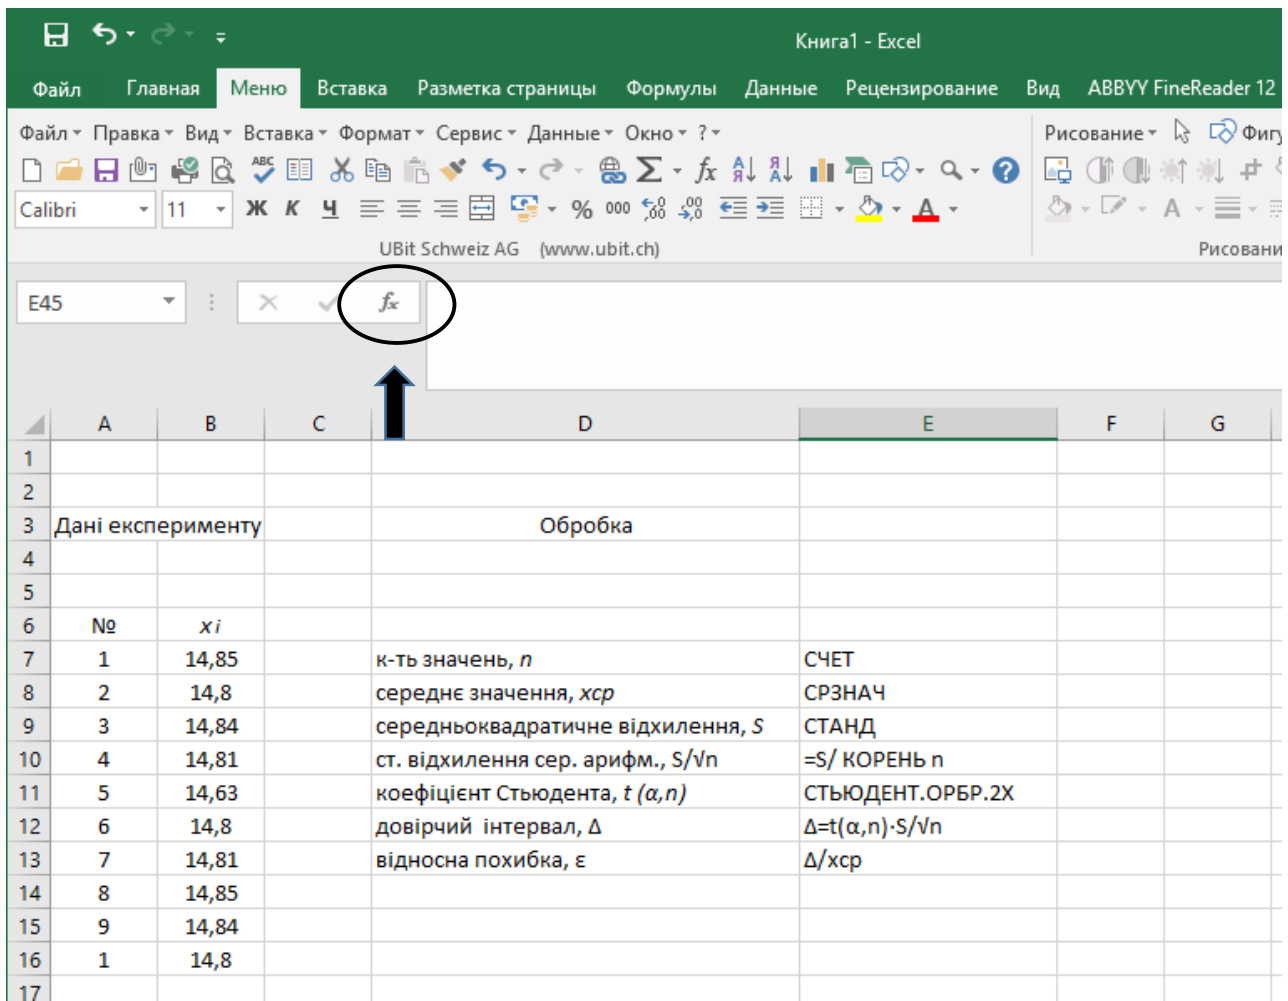 Книга1 - Excel
Файл Главная Меню Вставка Разметка страницы Формулы Данные Рецензирование Вид ABBYY FineReader 12
Файл Правка Вид Вставка Формат Сервис Данные Окно ? Рисование Фигу
ABC Σ fx А Я Я А ?
Calibri 11 Ж К Ч % 000 А A
UBit Schweiz AG (www.ubit.ch) Рисовани
E45 fx
A B C D E F G
1
2
3 Дані експерименту Обробка
4
5
6 № x i
7 1 14,85 к-ть значень, n СЧЕТ
8 2 14,8 середнє значення, xcp СРЗНАЧ
9 3 14,84 середньоквадратичне відхилення, S СТАНД
10 4 14,81 ст. відхилення сер. арифм., S/√n =S/ КОРЕНЬ n
11 5 14,63 коефіцієнт Стьюдента, t (α,n) СТЬЮДЕНТ.ОРБР.2Х
12 6 14,8 довірчий інтервал, Δ Δ=t(α,n)·S/√n
13 7 14,81 відносна похибка, ε Δ/xcp
14 8 14,85
15 9 14,84
16 1 14,8
17